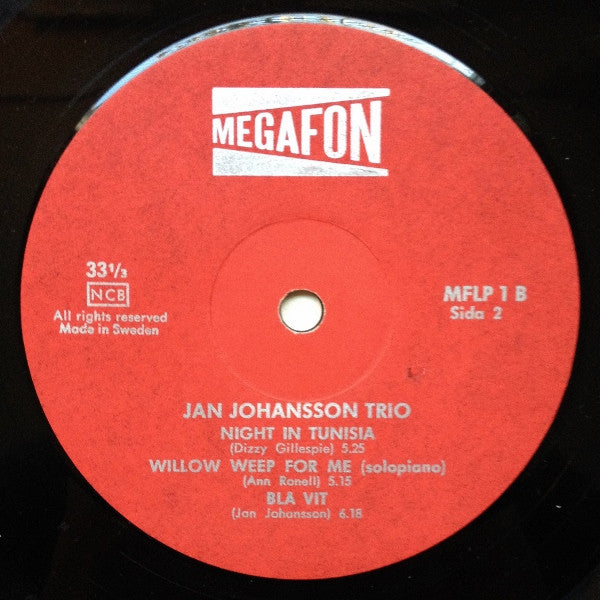 MEGAFON
33⅓
NCB
All rights reserved
Made in Sweden
MFLP 1 B
Sida 2
JAN JOHANSSON TRIO
NIGHT IN TUNISIA
(Dizzy Gillespie) 5.25
WILLOW WEEP FOR ME (solopiano)
(Ann Ronell) 5.15
BLÅ VIT
(Jan Johansson) 6.18